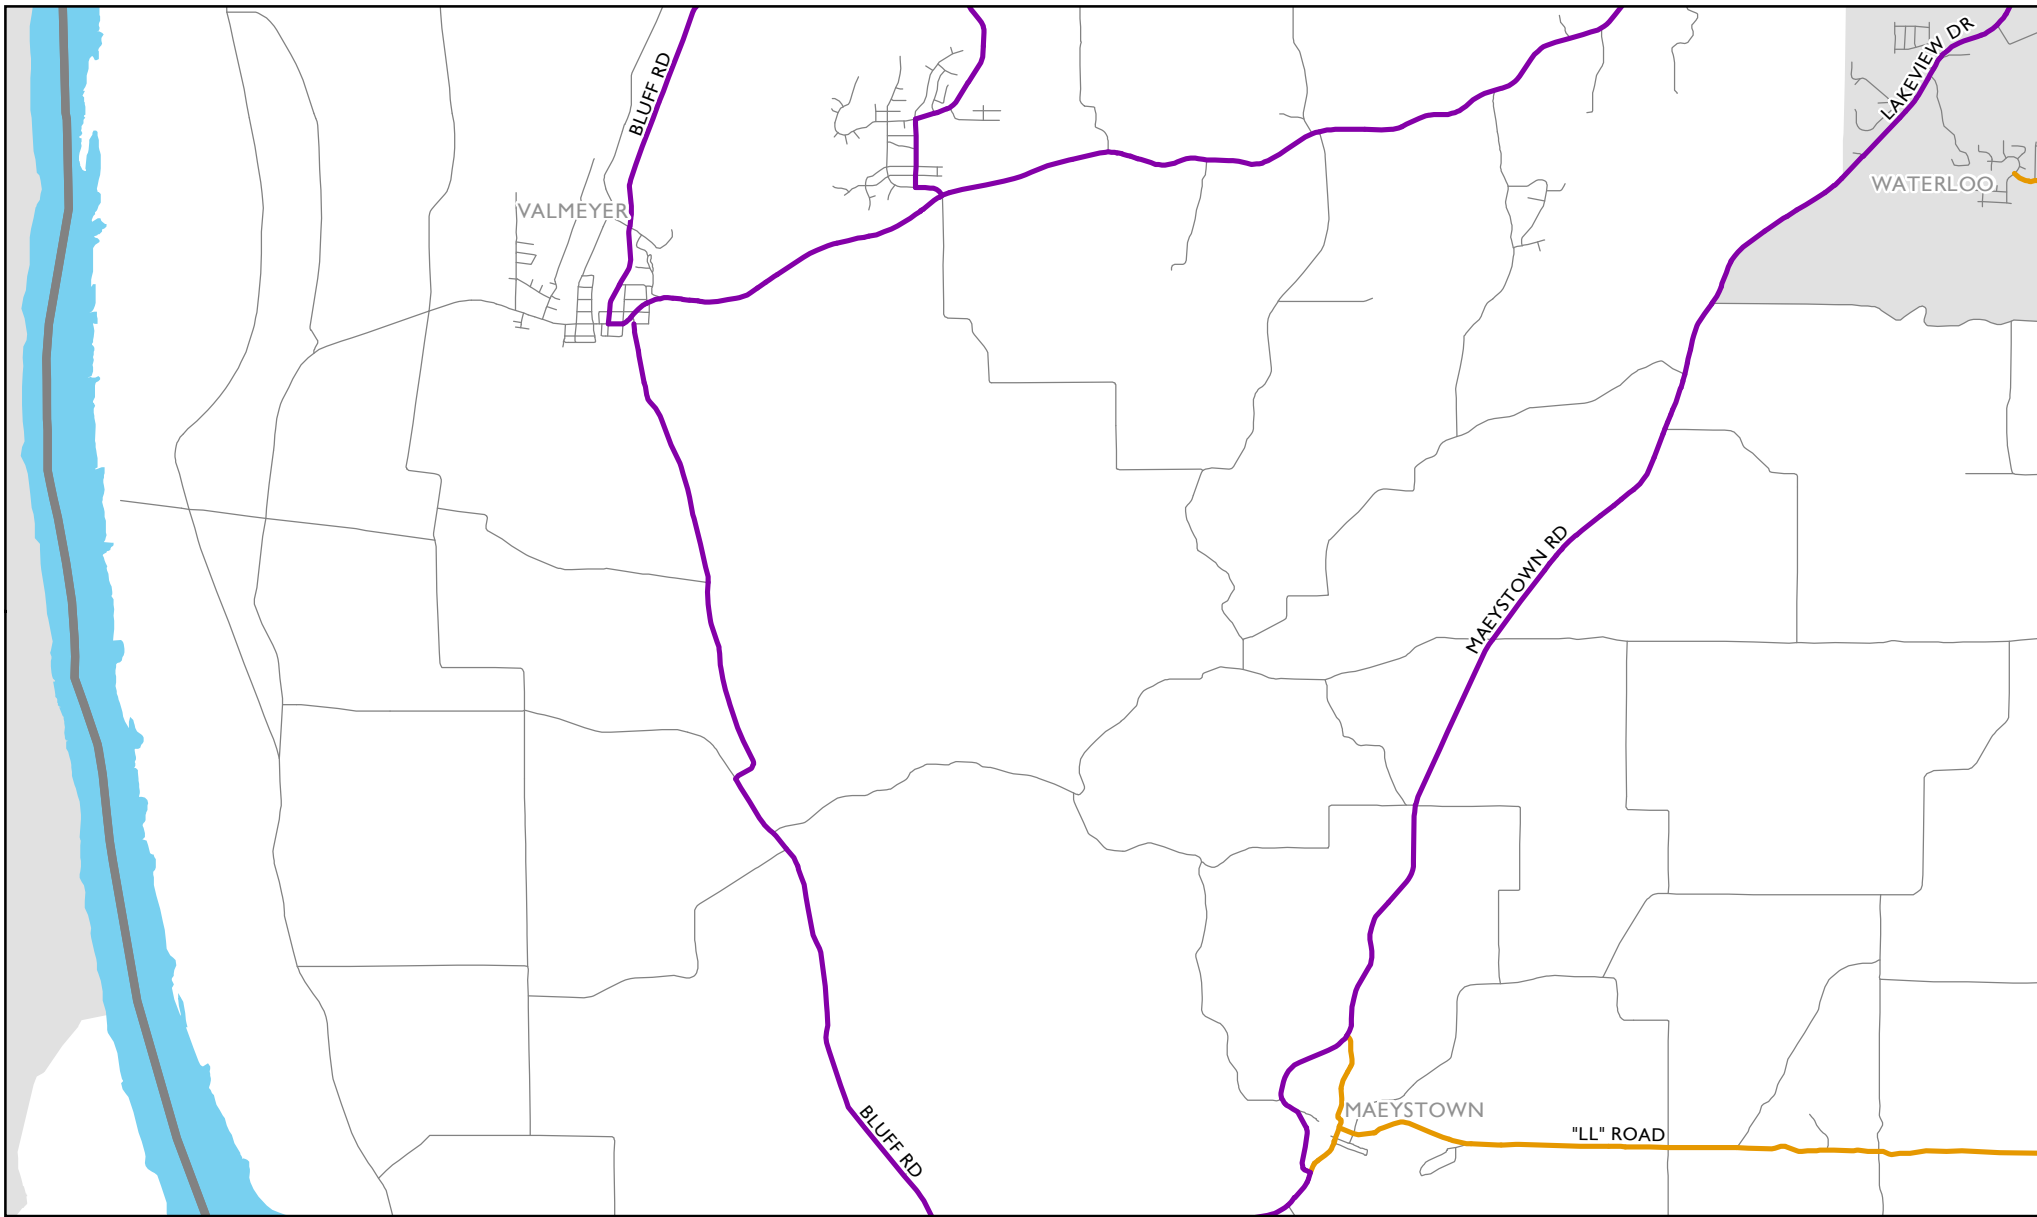 LAKEVIEW DR
BLUFF RD
WATERLOO
VALMEYER
MAEYSTOWN RD
MAEYSTOWN
"LL" ROAD
BLUFF RD